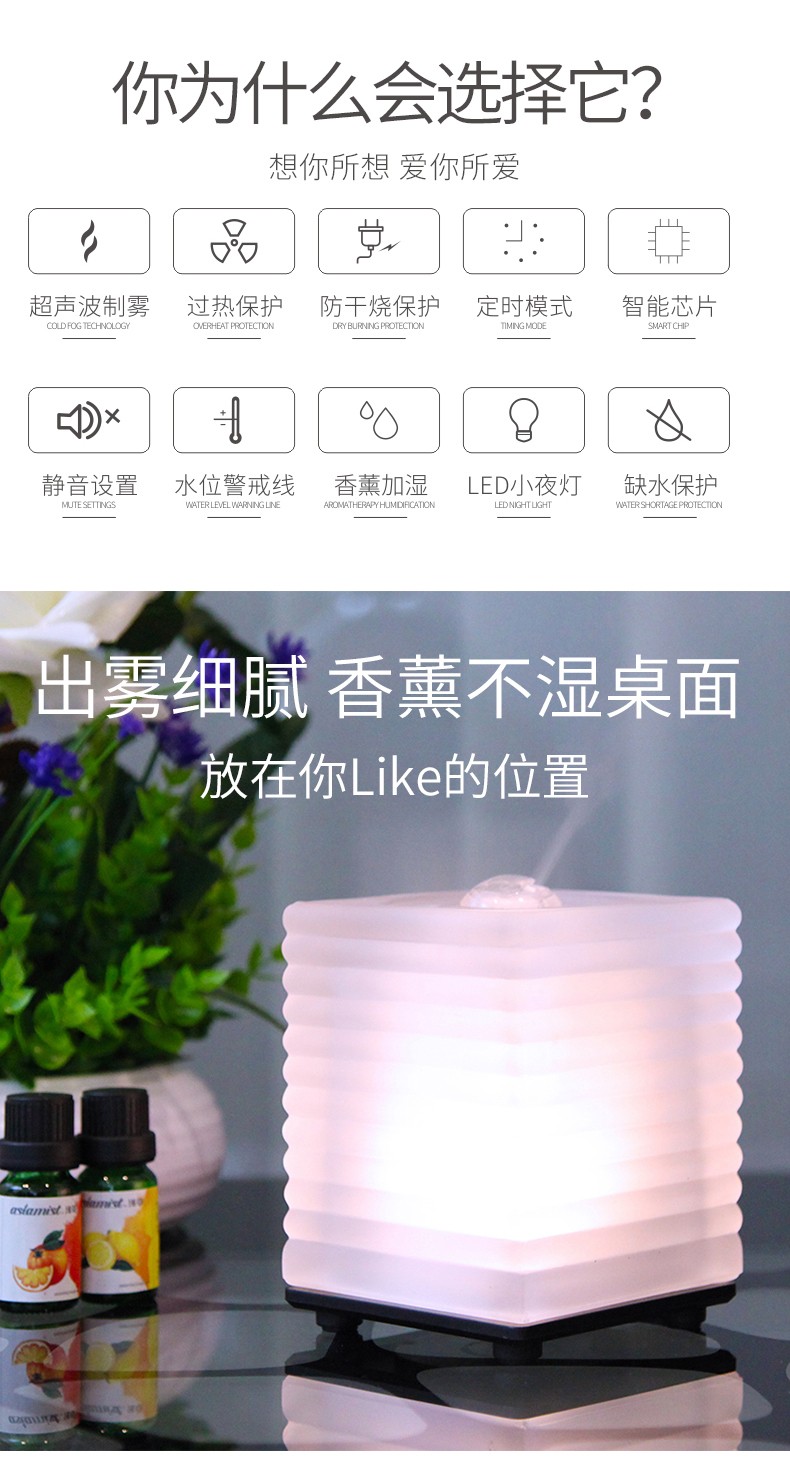 你为什么会选择它?
想你所想 爱你所爱
超声波制雾 过热保护 防干烧保护 定时模式 智能芯片
COLD FOG TECHNOLOGY OVERHEAT PROTECTION DRY BURNING PROTECTION TIMING MODE SMART CHIP
静音设置 水位警戒线 香薰加湿 LED小夜灯 缺水保护
MUTE SETTINGS WATER LEVEL WARNING LINE AROMATHERAPY HUMIDIFICATION LED NIGHT LIGHT WATER SHORTAGE PROTECTION
出雾细腻 香薰不湿桌面
放在你Like的位置
asiamist
asiamist